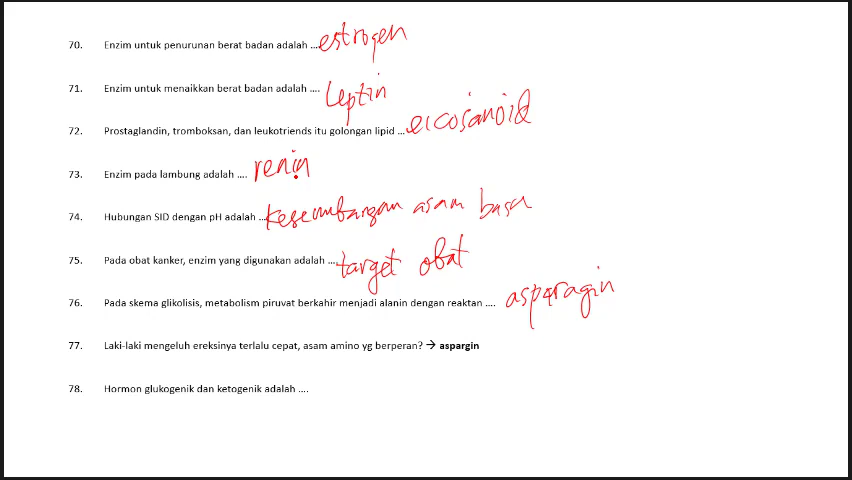 70. Enzim untuk penurunan berat badan adalah .... estrogen
71. Enzim untuk menaikkan berat badan adalah .... Leptin
72. Prostaglandin, tromboksan, dan leukotriends itu golongan lipid ... eicosanoid
73. Enzim pada lambung adalah .... renin
74. Hubungan SID dengan pH adalah ... Keseimbangan asam basa
75. Pada obat kanker, enzim yang digunakan adalah .... target obat
76. Pada skema glikolisis, metabolism piruvat berkahir menjadi alanin dengan reaktan .... asparagin
77. Laki-laki mengeluh ereksinya terlalu cepat, asam amino yg berperan? → aspargin
78. Hormon glukogenik dan ketogenik adalah ....